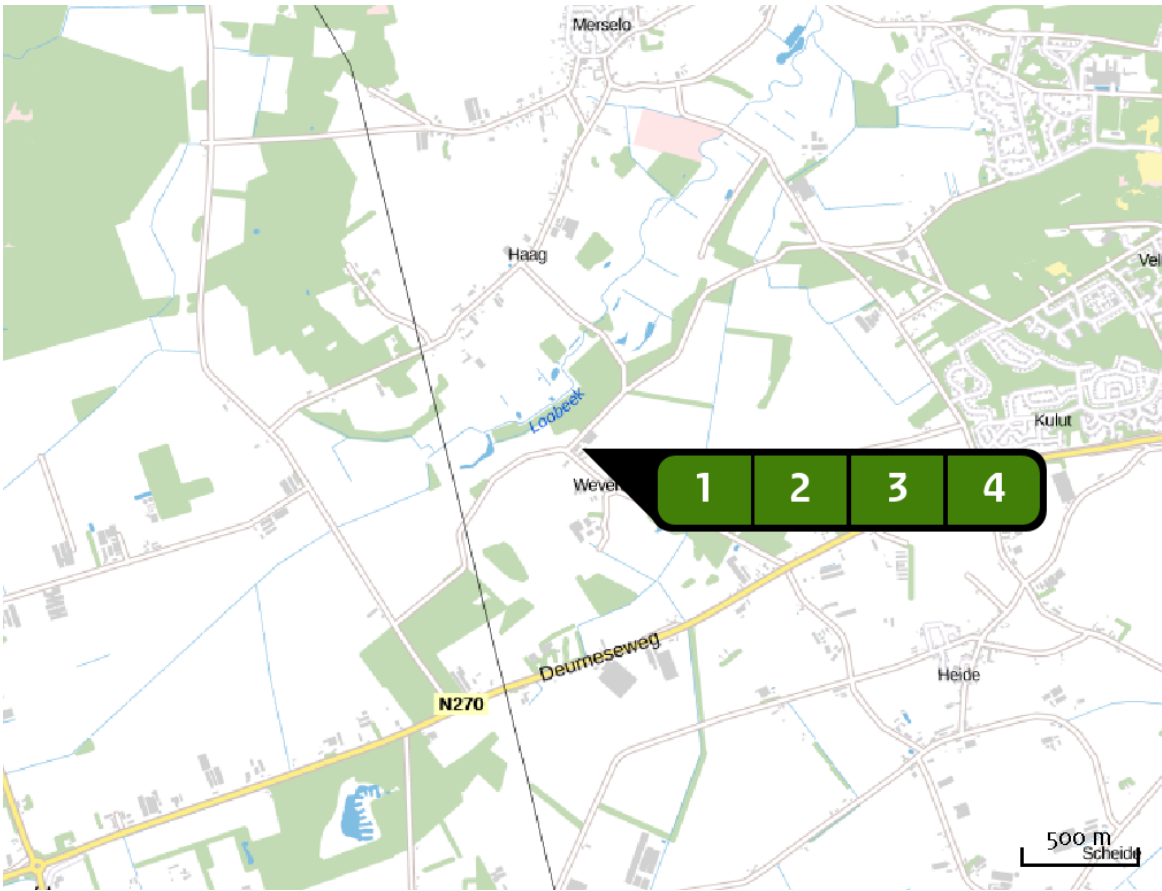 Merselo
Haag
Vel
Loobeek
Kulut
Wever
1 2 3 4
Deurneseweg
Heide
N270
500 m
Scheide